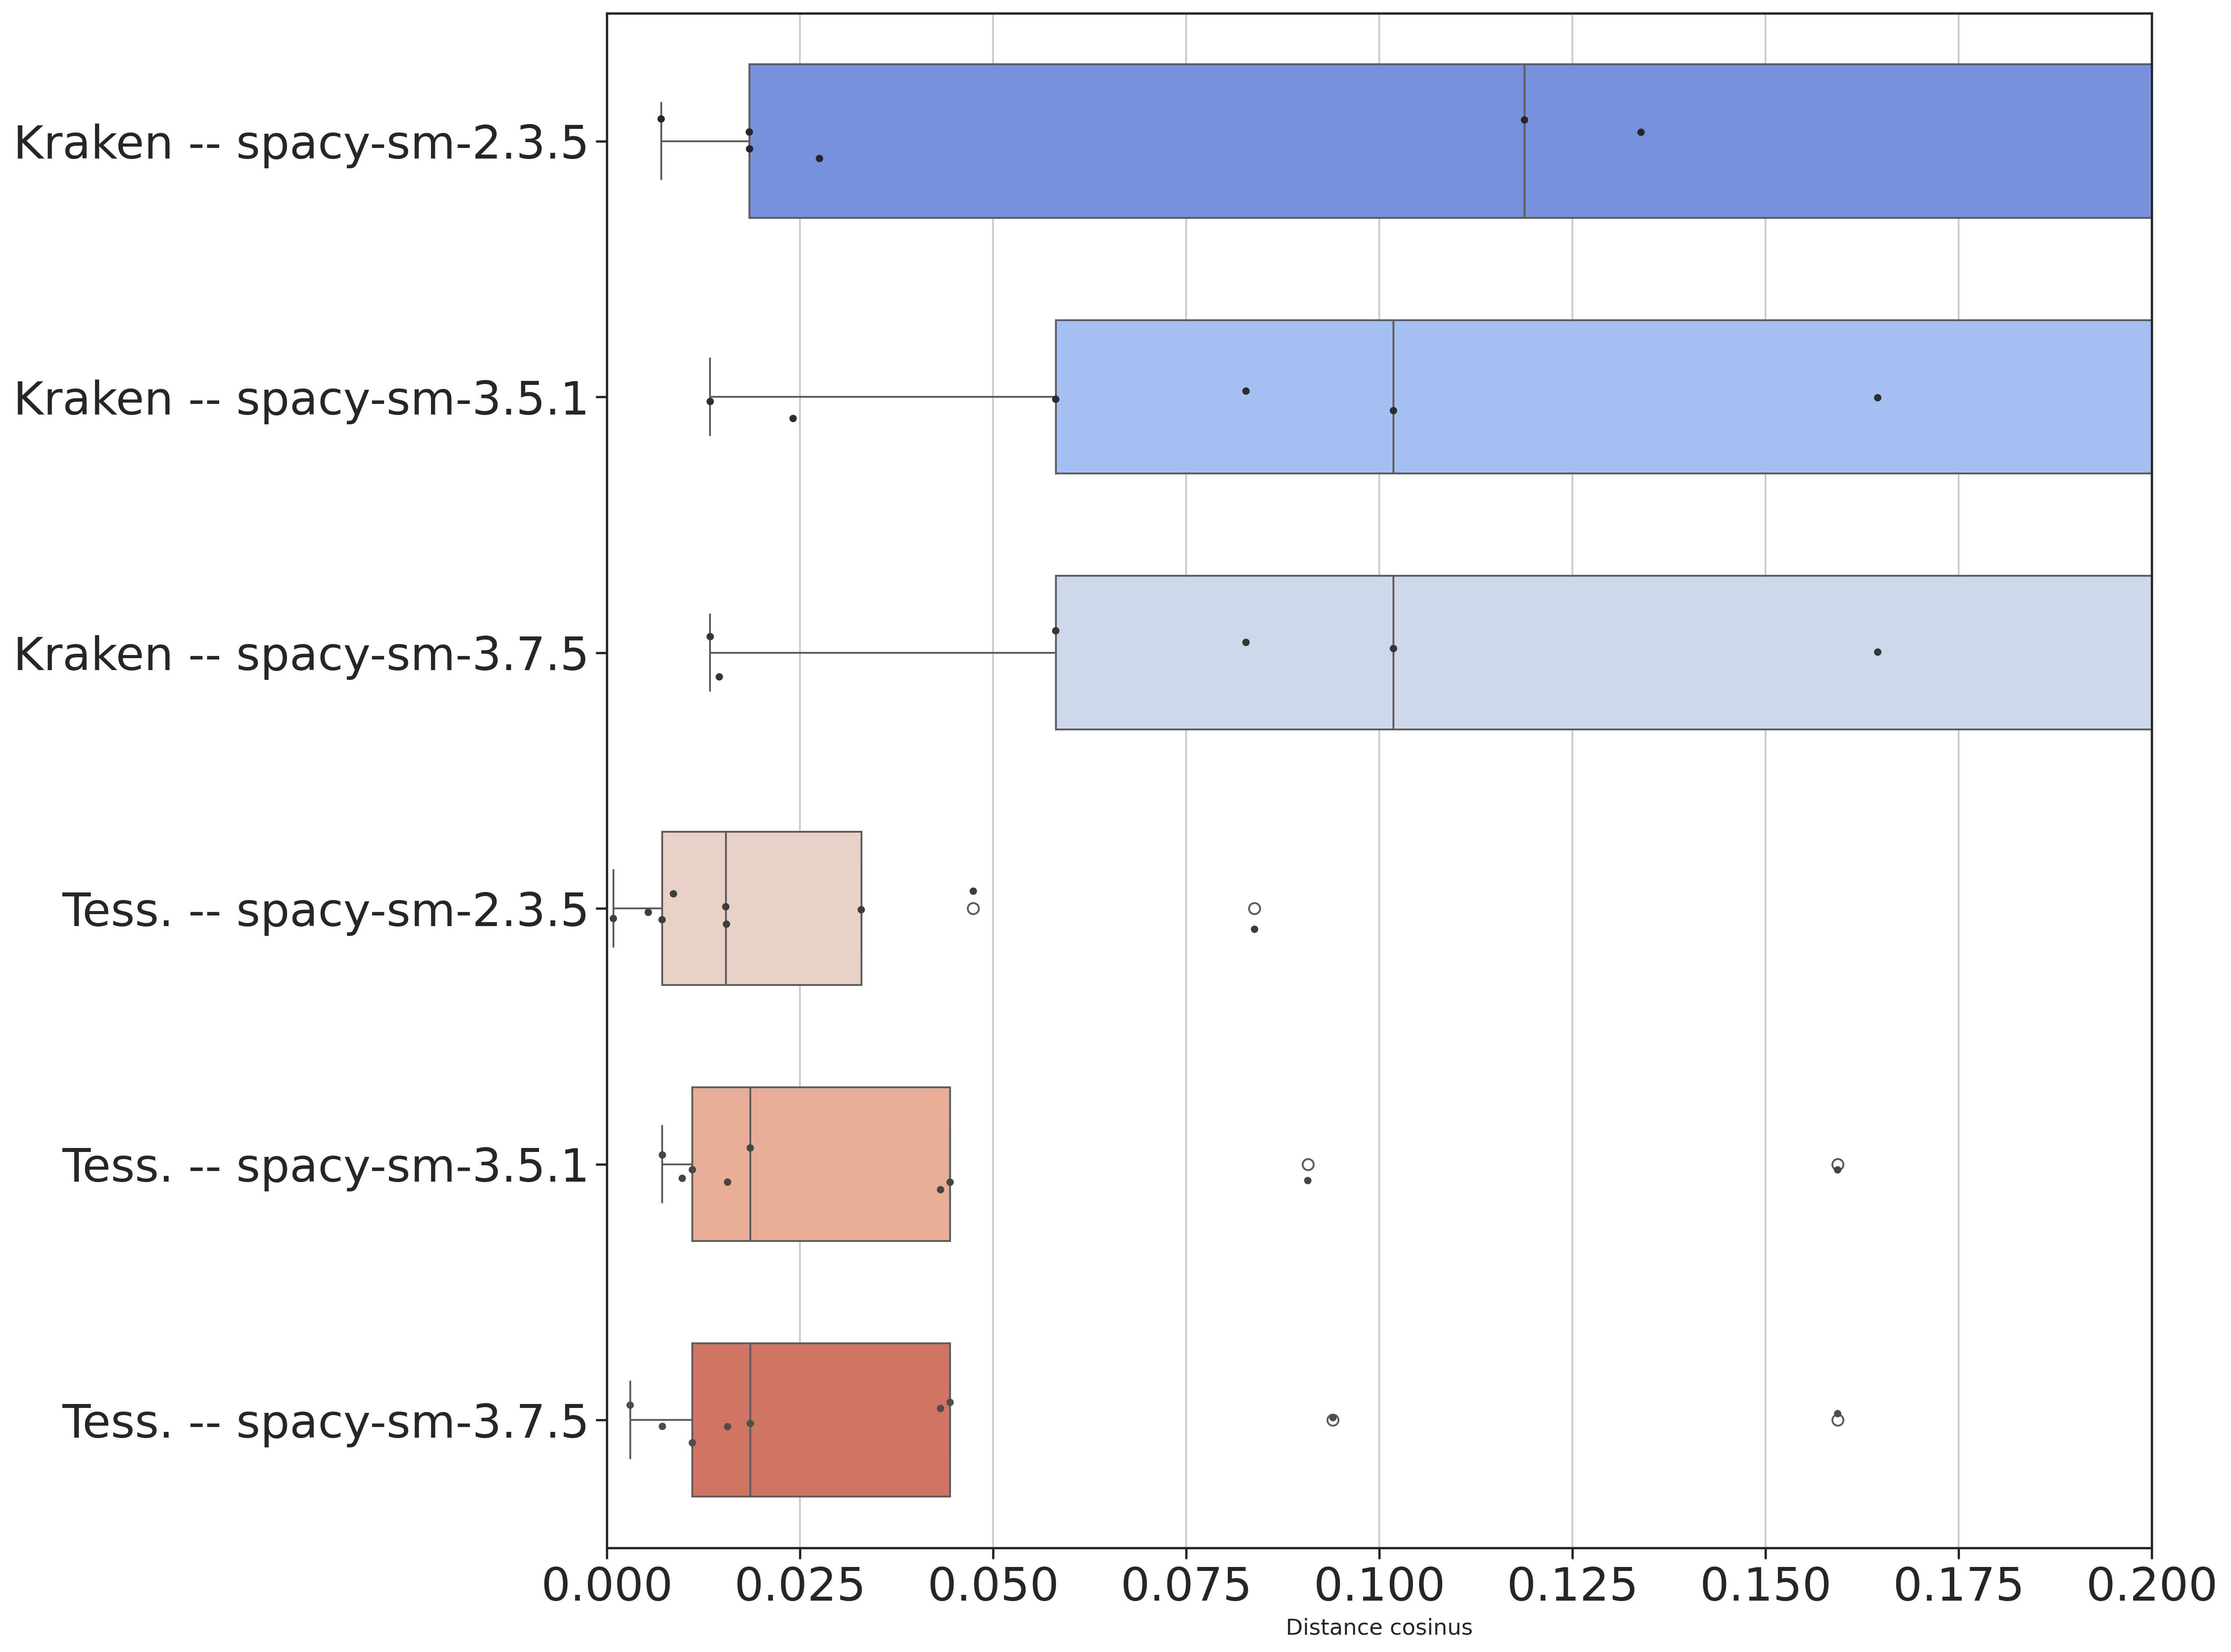 Kraken -- spacy-sm-2.3.5
Kraken -- spacy-sm-3.5.1
Kraken -- spacy-sm-3.7.5
Tess. -- spacy-sm-2.3.5
Tess. -- spacy-sm-3.5.1
Tess. -- spacy-sm-3.7.5
0.000 0.025 0.050 0.075 0.100 0.125 0.150 0.175 0.200
Distance cosinus